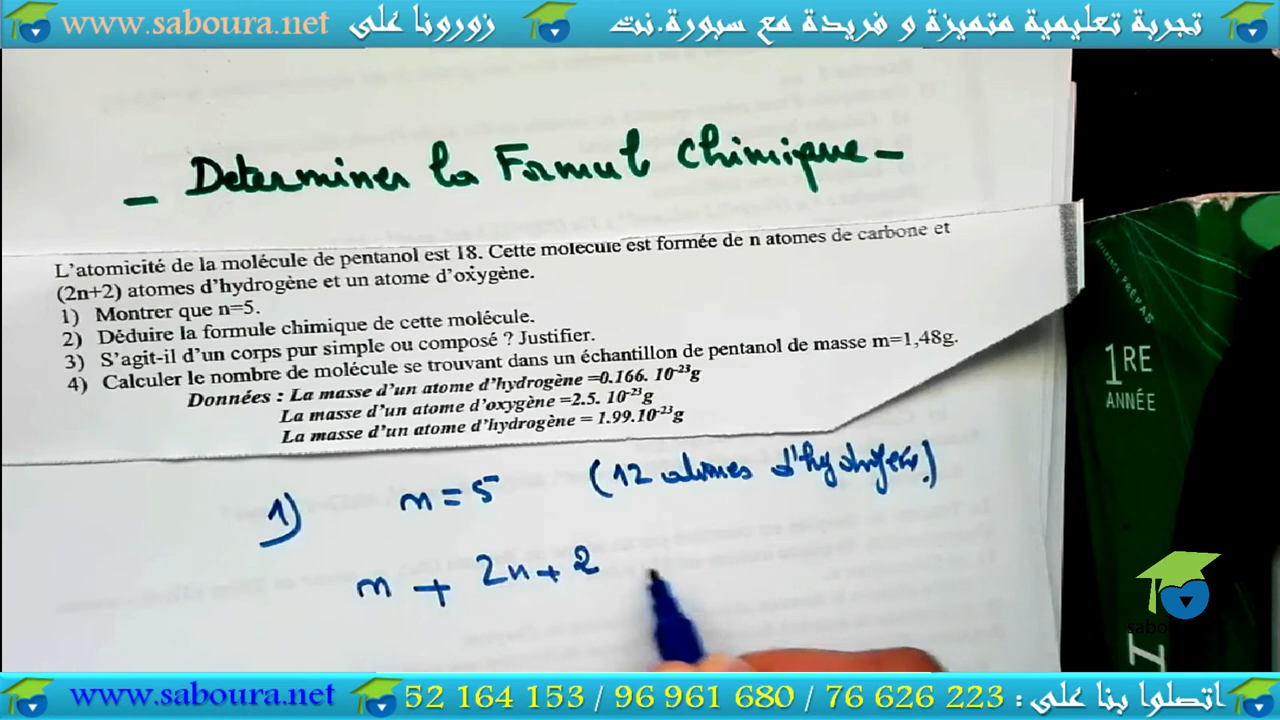 www.saboura.net زورونا على تجربة تعليمية متميزة و فريدة مع سبورة.نت
- Determiner la Formul chimique -
L'atomicité de la molécule de pentanol est 18. Cette molécule est formée de n atomes de carbone et
(2n+2) atomes d'hydrogène et un atome d'oxygène.
1) Montrer que n=5.
2) Déduire la formule chimique de cette molécule.
3) S'agit-il d'un corps pur simple ou composé ? Justifier.
4) Calculer le nombre de molécule se trouvant dans un échantillon de pentanol de masse m=1,48g.
Données : La masse d'un atome d'hydrogène =0.166. 10⁻²³g
La masse d'un atome d'oxygène =2.5. 10⁻²³g
La masse d'un atome d'hydrogène = 1.99.10⁻²³g
1RE
ANNÉE
1) n = 5 (12 atomes d'hydrogène)
n + 2n + 2
www.saboura.net 52 164 153 / 96 961 680 / 76 626 223 : اتصلوا بنا على